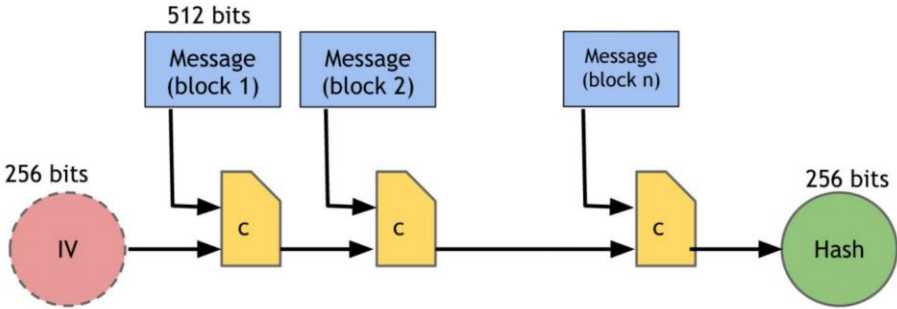 512 bits
Message
(block 1)
Message
(block 2)
Message
(block n)
256 bits
256 bits
IV
C
C
C
Hash